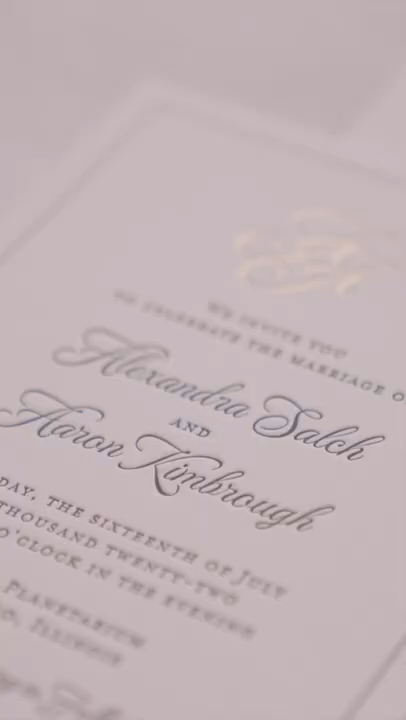 We invite you
to celebrate the marriage o
Alexandra Salch
and
Aaron Kimbrough
day, the sixteenth of July
thousand twenty-two
o'clock in the evening
Planetarium
o, Illinois